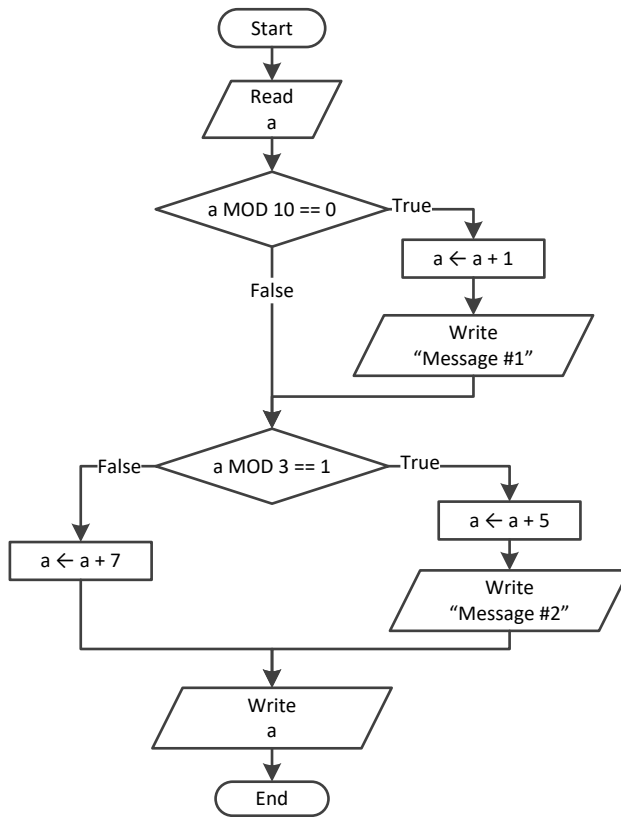 Start
Read
a
a MOD 10 == 0
True
a ← a + 1
False
Write
“Message #1”
a MOD 3 == 1
False
True
a ← a + 5
a ← a + 7
Write
“Message #2”
Write
a
End